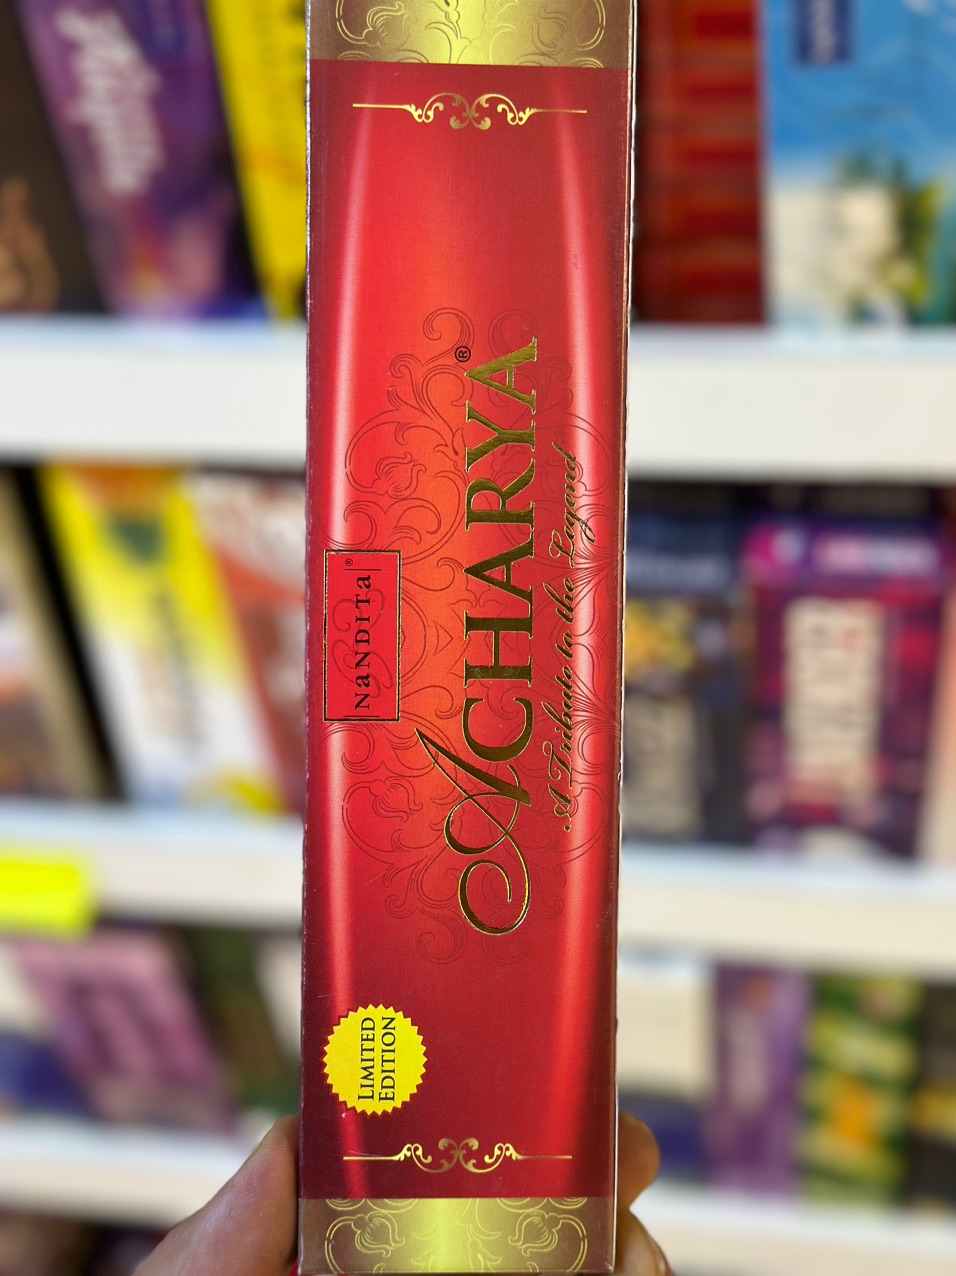 NaNDITa®
ACHARYA®
A Tribute to the Legend
LIMITED
EDITION